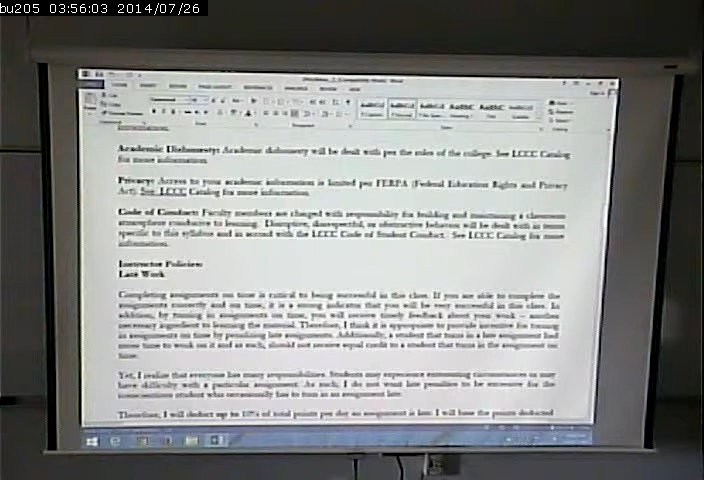 bu205 03:56:03 2014/07/26
Academic Dishonesty: Academic dishonesty will be dealt with per the rules of the college. See LCCC Catalog
for more information.
Privacy: Access to your academic information is limited per FERPA (Federal Education Rights and Privacy
Act). See LCCC Catalog for more information.
Code of Conduct: Faculty members are charged with responsibility for building and maintaining a classroom
atmosphere conducive to learning. Disruptive, disrespectful, or obstructive behavior will be dealt with in terms
specific to this syllabus and in accord with the LCCC Code of Student Conduct. See LCCC Catalog for more
information.
Instructor Policies:
Late Work
Completing assignments on time is critical to being successful in this class. If you are able to complete the
assignments correctly and on time, it is a strong indicator that you will be very successful in this class. In
addition, by turning in assignments on time, you will receive timely feedback about your work – another
necessary ingredient to learning the material. Therefore, I think it is appropriate to provide incentive for turning
in assignments on time by penalizing late assignments. Additionally, a student that turns in a late assignment had
more time to work on it and as such, should not receive equal credit to a student that turns in the assignment on
time.
Yet, I realize that everyone has many responsibilities. Students may experience extenuating circumstances or may
have difficulty with a particular assignment. As such, I do not want late penalties to be excessive for the
conscientious student who occasionally has to turn in an assignment late.
Therefore, I will deduct up to 10% of total points per day an assignment is late. I will base the points deducted